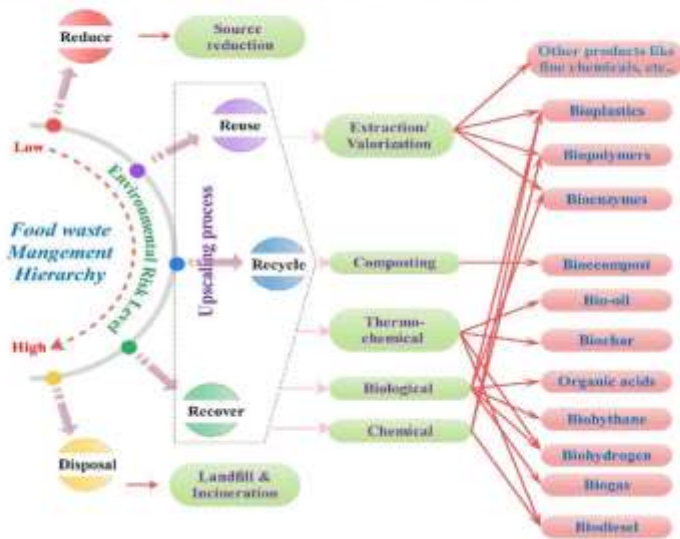 Reduce
Source
reduction
Low
Food waste
Mangement
Hierarchy
High
Environmental Risk Level
Upscaling process
Reuse
Recycle
Recover
Disposal
Landfill &
Incineration
Extraction/
Valorization
Composting
Thermo-
chemical
Biological
Chemical
Other products like
fine chemicals, etc.,
Bioplastics
Biopolymers
Bioenzymes
Biocompost
Bio-oil
Biochar
Organic acids
Biohythane
Biohydrogen
Biogas
Biodiesel